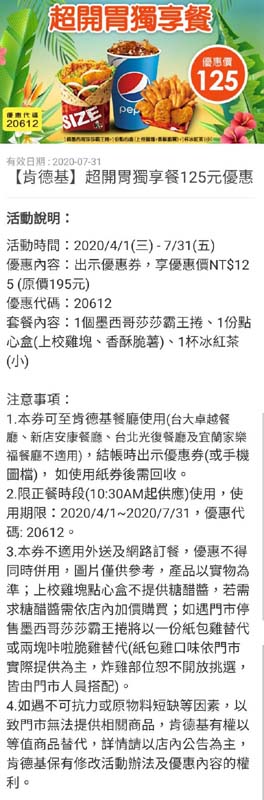 超開胃獨享餐
優惠代碼
20612
優惠價
125
SIZE
pepsi
有效日期 : 2020-07-31
【肯德基】超開胃獨享餐125元優惠
活動說明：
活動時間：2020/4/1(三) - 7/31(五)
優惠內容：出示優惠券，享優惠價NT$12
5 (原價195元)
優惠代碼：20612
套餐內容：1個墨西哥莎莎霸王捲、1份點
心盒(上校雞塊、香酥脆薯)、1杯冰紅茶
(小)
注意事項：
1.本券可至肯德基餐廳使用(台大卓越餐
廳、新店安康餐廳、台北光復餐廳及宜蘭家樂
福餐廳不適用)，結帳時出示優惠券(或手機
圖檔)， 如使用紙券後需回收。
2.限正餐時段(10:30AM起供應)使用，使
用期限：2020/4/1~2020/7/31，優惠代
碼: 20612。
3.本券不適用外送及網路訂餐，優惠不得
同時併用，圖片僅供參考，產品以實物為
準；上校雞塊點心盒不提供糖醋醬，若需
求糖醋醬需依店內加價購買；如遇門市停
售墨西哥莎莎霸王捲將以一份紙包雞替代
或兩塊咔啦脆雞替代(紙包雞口味依門市
實際提供為主，炸雞部位恕不開放挑選，
皆由門市人員搭配)。
4.如遇不可抗力或原物料短缺等因素，以
致門市無法提供相關商品，肯德基有權以
等值商品替代，詳情請以店內公告為主，
肯德基保有修改活動辦法及優惠內容的權
利。